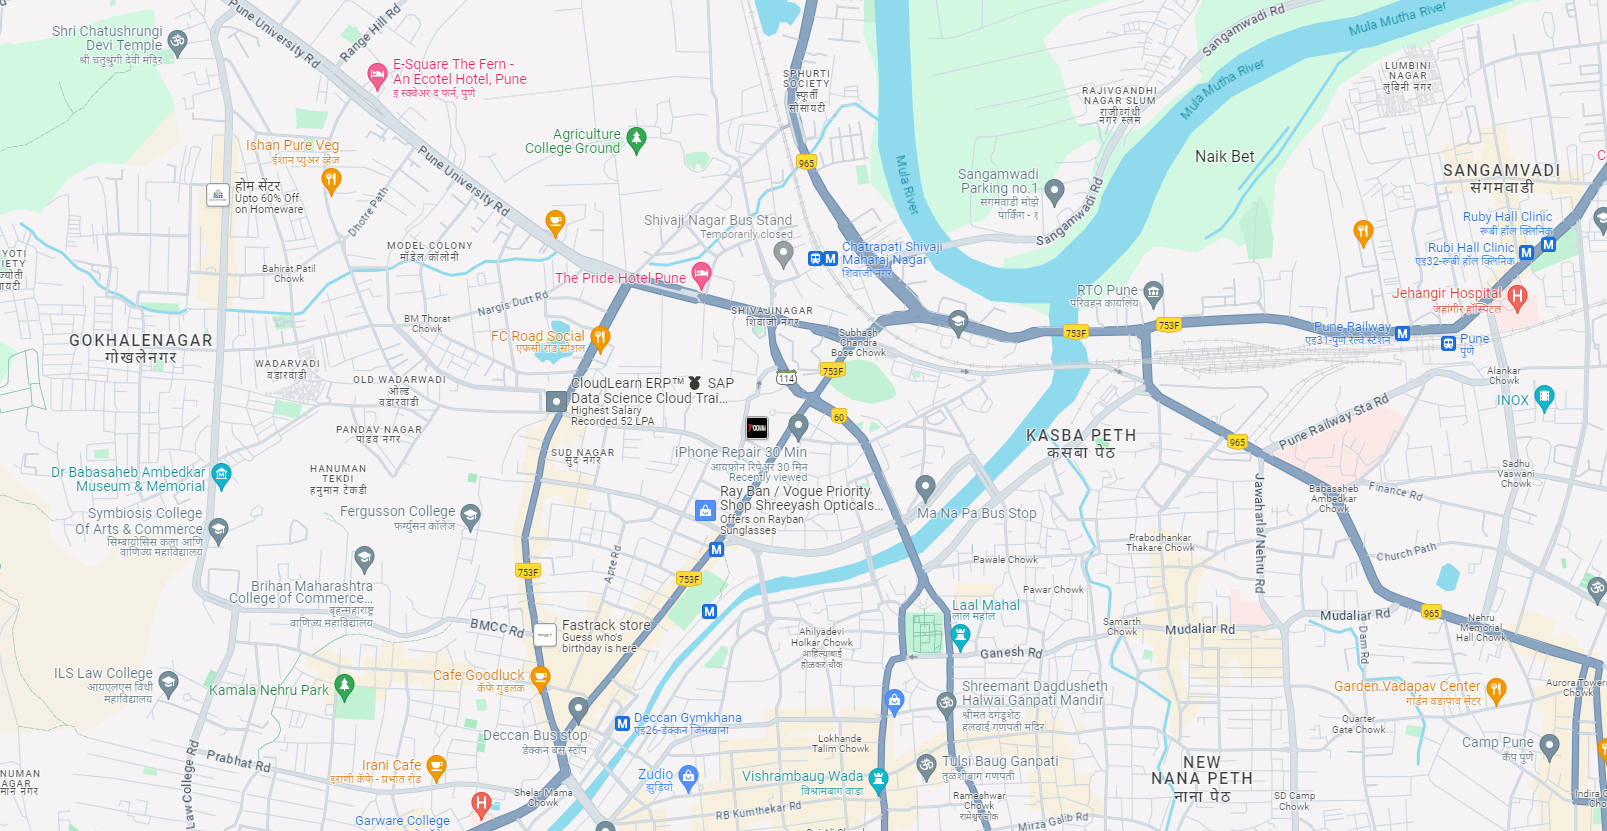 Shri Chatushrungi
Devi Temple
श्री चतुश्रुंगी देवी मंदिर
Pune University Rd
Range Hill Rd
E-Square The Fern -
An Ecotel Hotel, Pune
इ स्क्वेअर द फर्न, पुणे
SPHURTI
SOCIETY
स्फूर्ती
सोसायटी
Sangamwadi Rd
Mula Mutha River
LUMBINI
NAGAR
लुंबिनी नगर
RAJIVGANDHI
NAGAR SLUM
राजीवगांधी
नगर स्लम
Mula Mutha River
Agriculture
College Ground
Ishan Pure Veg
ईशान प्युअर व्हेज
Pune University Rd
965
Mula River
Naik Bet
SANGAMVADI
संगमवाडी
Sangamwadi
Parking no.1
संगमवाडी मोझे
पार्किंग - १
Sangamwadi Rd
होम सेंटर
Upto 60% Off
on Homeware
Dhotre Path
Shivaji Nagar Bus Stand
Temporarily closed
Ruby Hall Clinic
रूबी हॉल क्लिनिक
MODEL COLONY
मॉडेल कॉलोनी
Chatrapati Shivaji
Maharaj Nagar
शिवाजी नगर
Rubi Hall Clinic
एइ32-रूबी हॉल क्लिनिक
Bahirat Patil
Chowk
The Pride Hotel Pune
RTO Pune
परिवहन कार्यालय
Jehangir Hospital
जहांगीर हॉस्पिटल
Nargis Dutt Rd
SHIVAJINAGAR
शिवाजी नगर
BM Thorat
Chowk
GOKHALENAGAR
गोखलेनगर
FC Road Social
एफसी रोड सोशल
Subhash
Chandra
Bose Chowk
753F
753F
Pune Railway
एइ31-पुणे रेल्वे स्टेशन
Pune
पुणे
WADARVADI
वडारवाडी
OLD WADARWADI
ओल्ड
वडारवाडी
CloudLearn ERP™ SAP
Data Science Cloud Trai...
Highest Salary
Recorded 52 LPA
753F
114
60
Alankar
Chowk
INOX
PANDAV NAGAR
पांडव नगर
Pune Railway Sta Rd
KASBA PETH
कसबा पेठ
965
SUD NAGAR
सुद नगर
iPhone Repair 30 Min
आयफोन रिपेअर 30 मिन
Recently viewed
Dr Babasaheb Ambedkar
Museum & Memorial
HANUMAN
TEKDI
हनुमान टेकडी
Sadhu
Vaswani
Chowk
Ray Ban / Vogue Priority
Shop Shreeyash Opticals...
Offers on Rayban
Sunglasses
Babasaheb
Ambedkar
Chowk
Finance Rd
Jawaharlal Nehru Rd
Symbiosis College
Of Arts & Commerce
सिम्बायोसिस कला आणि
वाणिज्य महाविद्यालय
Fergusson College
फर्ग्युसन कॉलेज
Ma Na Pa Bus Stop
Prabodhankar
Thakare Chowk
Church Path
Pawale Chowk
Apte Rd
753F
753F
Brihan Maharashtra
College of Commerce...
बृहन्महाराष्ट्र
वाणिज्य महाविद्यालय
Pawar Chowk
Laal Mahal
लाल महाल
965
BMCC Rd
Fastrack store
Guess who's
birthday is here
Ahilyadevi
Holkar Chowk
आहिल्याबाई
होळकर चौक
Samarth
Chowk
Mudaliar Rd
Mudaliar Rd
Nehru
Memorial
Hall Chowk
Dam Rd
Ganesh Rd
ILS Law College
आयएलएस विधी
महाविद्यालय
Kamala Nehru Park
Cafe Goodluck
कॅफे गुडलक
Shreemant Dagdusheth
Halwai Ganpati Mandir
श्रीमंत दगडूशेठ
हलवाई गणपती मंदिर
Garden Vadapav Center
गार्डन वडापाव सेंटर
Aurora Towers
Chowk
Deccan Gymkhana
एइ26-डेक्कन जिमखाना
Deccan Bus stop
डेक्कन बस स्टॉप
Lokhande
Talim Chowk
Quarter
Gate Chowk
Camp Pune
कॅप पुणे
Prabhat Rd
Law College Rd
Irani Cafe
इराणी कॅफे - प्रभात रोड
Zudio
झुडियो
Vishrambaug Wada
विश्रामबाग वाडा
Tulsi Baug Ganpati
तुळशीबाग गणपती
NEW
NANA PETH
नाना पेठ
Shelar Mama
Chowk
Rameshwar
Chowk
रामेश्वर चौक
SD Camp
Chowk
RB Kumthekar Rd
Mirza Galib Rd
Garware College